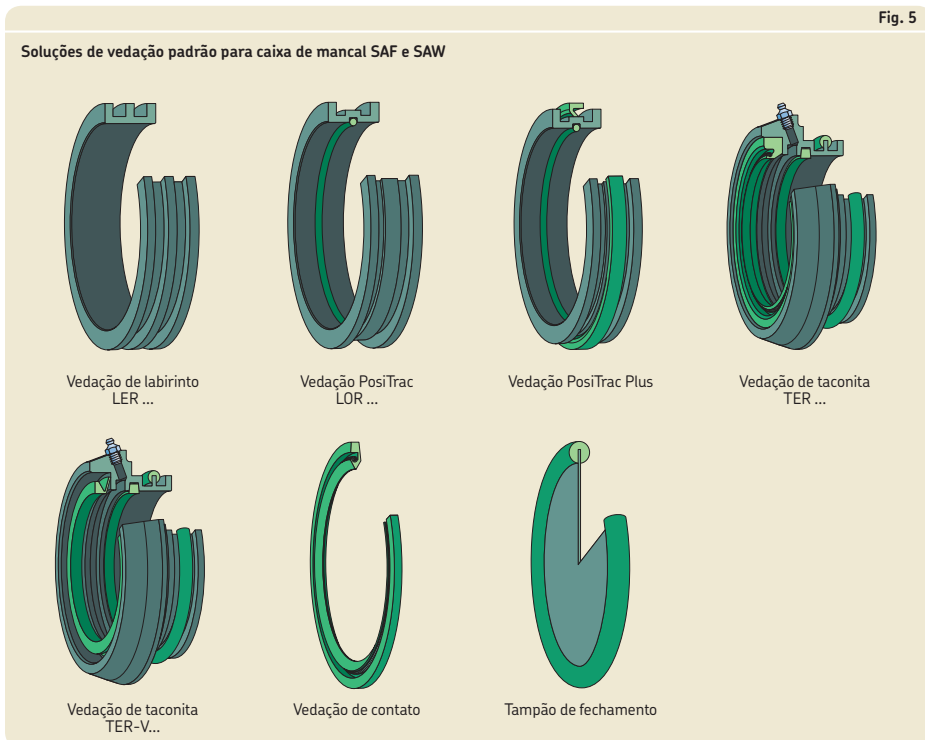 Fig. 5
Soluções de vedação padrão para caixa de mancal SAF e SAW
Vedação de labirinto
LER ...
Vedação PosiTrac
LOR ...
Vedação PosiTrac Plus
Vedação de taconita
TER ...
Vedação de taconita
TER-V...
Vedação de contato
Tampão de fechamento